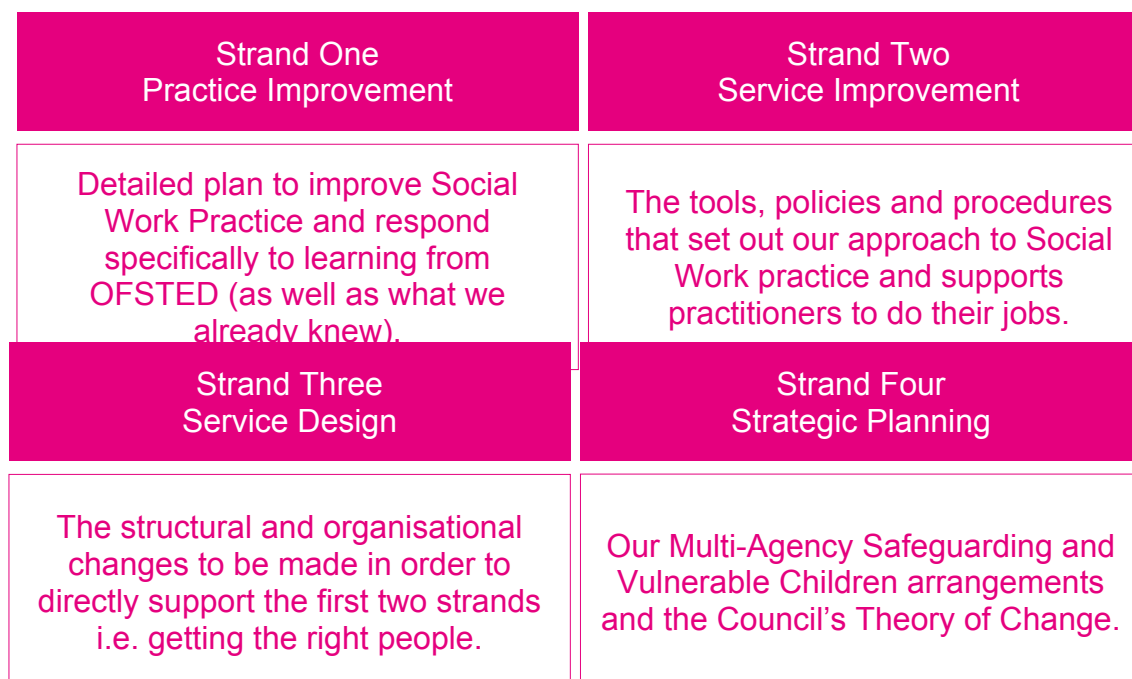 Strand One
Practice Improvement
Detailed plan to improve Social
Work Practice and respond
specifically to learning from
OFSTED (as well as what we
already knew).
Strand Two
Service Improvement
The tools, policies and procedures
that set out our approach to Social
Work practice and supports
practitioners to do their jobs.
Strand Three
Service Design
The structural and organisational
changes to be made in order to
directly support the first two strands
i.e. getting the right people.
Strand Four
Strategic Planning
Our Multi-Agency Safeguarding and
Vulnerable Children arrangements
and the Council’s Theory of Change.